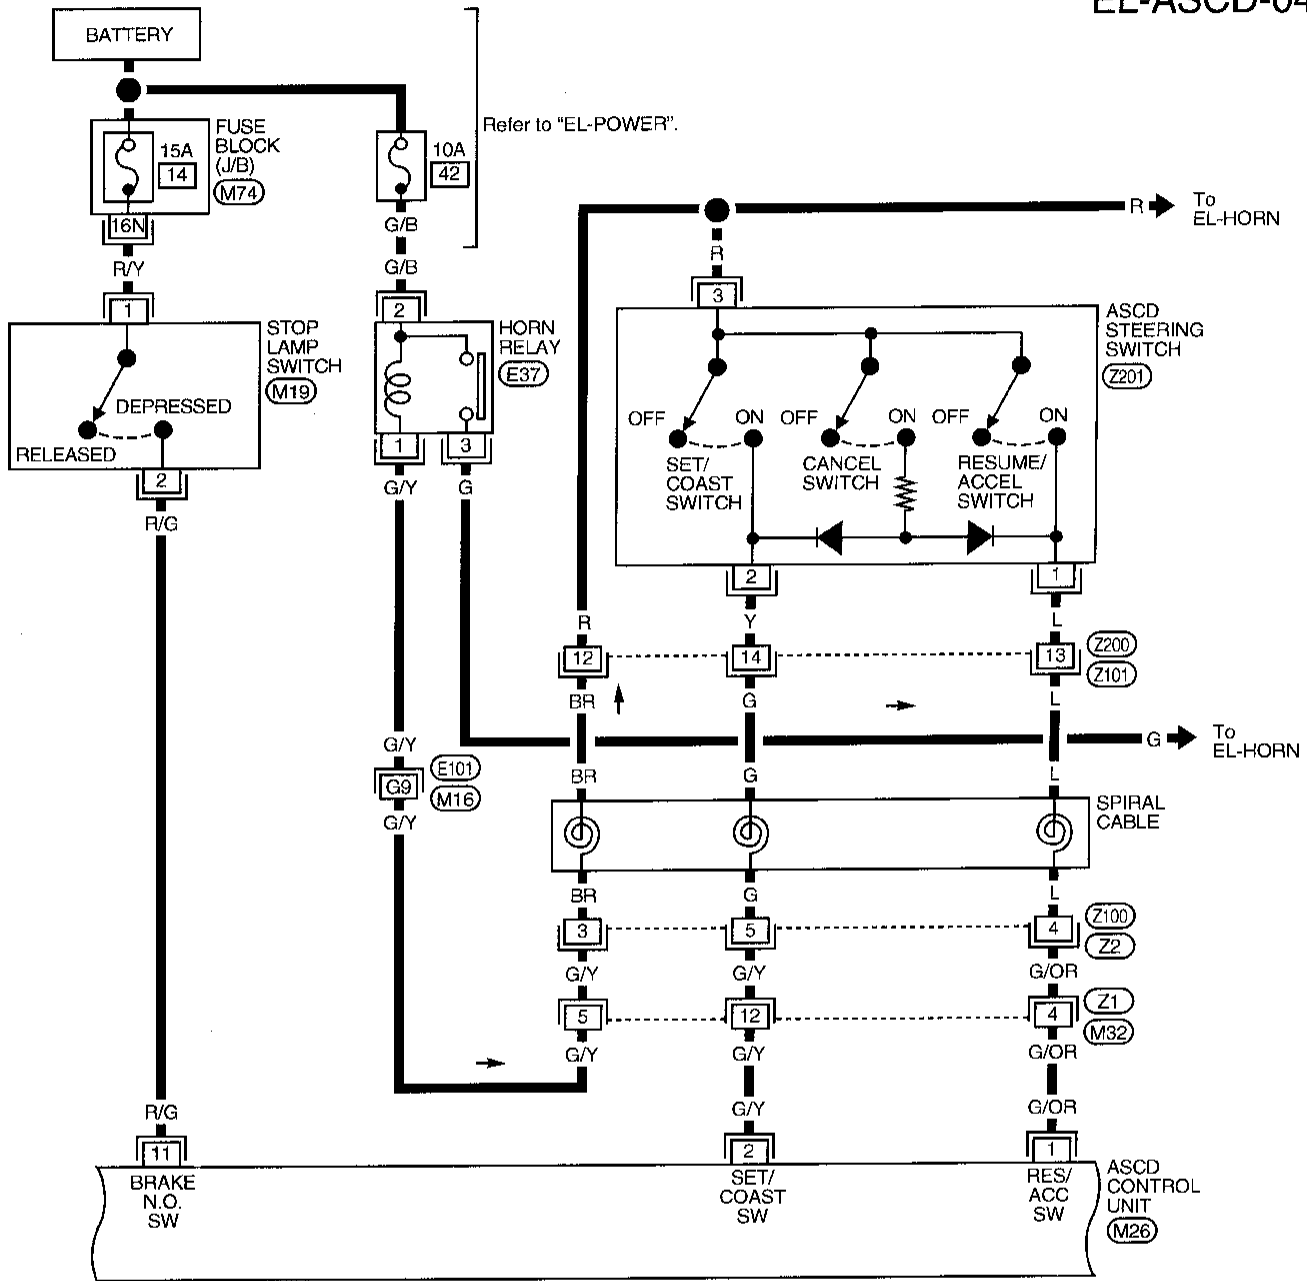 EL-ASCD-04
BATTERY
FUSE
BLOCK
(J/B)
M74
15A
14
16N
R/Y
1
10A
42
Refer to "EL-POWER".
G/B
G/B
2
R
To
EL-HORN
R
3
STOP
LAMP
SWITCH
M19
DEPRESSED
RELEASED
2
R/G
HORN
RELAY
E37
1
3
G/Y
G
ASCD
STEERING
SWITCH
Z201
OFF
ON
OFF
ON
OFF
ON
SET/
COAST
SWITCH
CANCEL
SWITCH
RESUME/
ACCEL
SWITCH
2
1
R
Y
L
12
14
13
Z200
Z101
BR
G
L
G
To
EL-HORN
G/Y
G9
E101
M16
G/Y
BR
G
L
SPIRAL
CABLE
BR
G
L
3
5
4
Z100
Z2
G/Y
G/Y
G/OR
5
12
4
Z1
M32
G/Y
G/Y
G/OR
R/G
G/Y
G/OR
11
2
1
BRAKE
N.O.
SW
SET/
COAST
SW
RES/
ACC
SW
ASCD
CONTROL
UNIT
M26